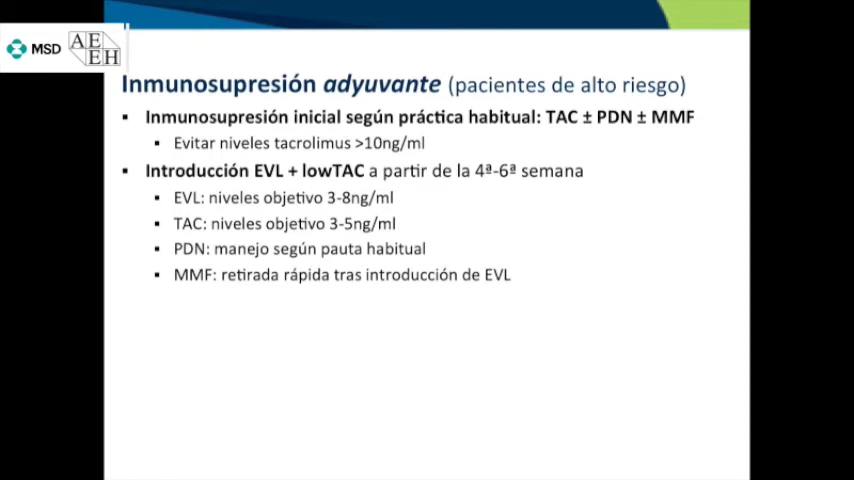 MSD
AE
EH
Inmunosupresión adyuvante (pacientes de alto riesgo)
▪ Inmunosupresión inicial según práctica habitual: TAC ± PDN ± MMF
▪ Evitar niveles tacrolimus >10ng/ml
▪ Introducción EVL + lowTAC a partir de la 4ª-6ª semana
▪ EVL: niveles objetivo 3-8ng/ml
▪ TAC: niveles objetivo 3-5ng/ml
▪ PDN: manejo según pauta habitual
▪ MMF: retirada rápida tras introducción de EVL